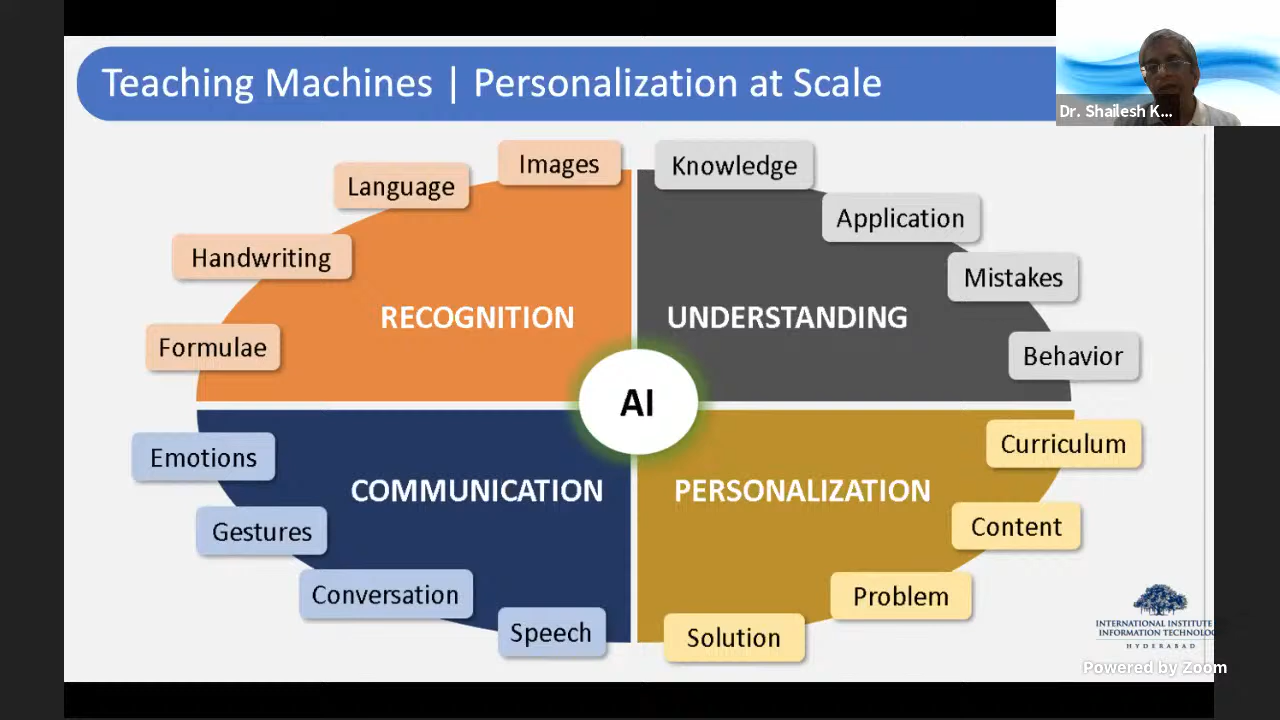 Teaching Machines | Personalization at Scale
Dr. Shailesh K...
Images
Knowledge
Language
Application
Handwriting
Mistakes
RECOGNITION
UNDERSTANDING
Formulae
Behavior
AI
Emotions
Curriculum
COMMUNICATION
PERSONALIZATION
Gestures
Content
Conversation
Problem
Speech
Solution
INTERNATIONAL INSTITUTE
INFORMATION TECHNOLO
HYDERABAD
Powered by Zoom